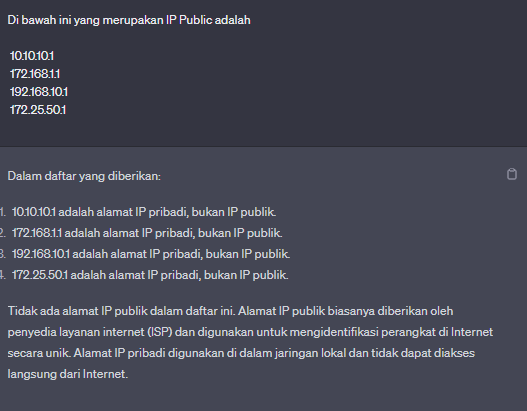 Di bawah ini yang merupakan IP Public adalah
10.10.10.1
172.168.1.1
192.168.10.1
172.25.50.1
Dalam daftar yang diberikan:
1. 10.10.10.1 adalah alamat IP pribadi, bukan IP publik.
2. 172.168.1.1 adalah alamat IP pribadi, bukan IP publik.
3. 192.168.10.1 adalah alamat IP pribadi, bukan IP publik.
4. 172.25.50.1 adalah alamat IP pribadi, bukan IP publik.
Tidak ada alamat IP publik dalam daftar ini. Alamat IP publik biasanya diberikan oleh
penyedia layanan internet (ISP) dan digunakan untuk mengidentifikasi perangkat di Internet
secara unik. Alamat IP pribadi digunakan di dalam jaringan lokal dan tidak dapat diakses
langsung dari Internet.